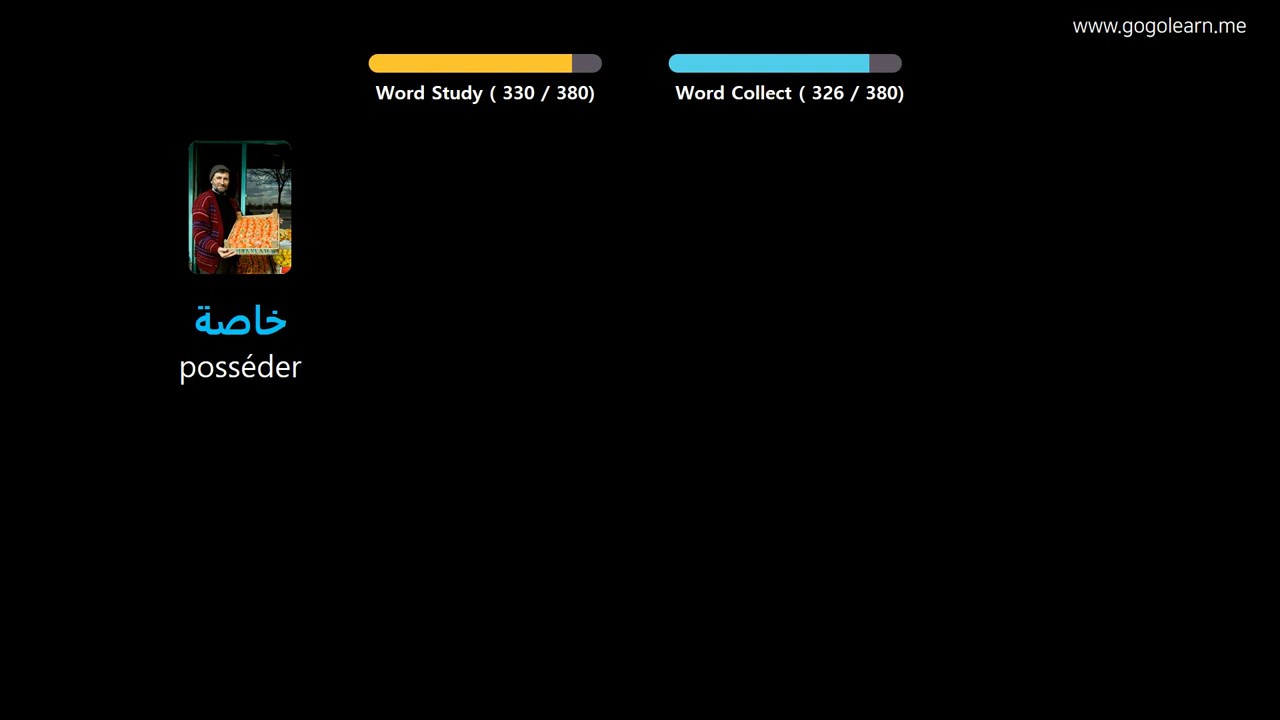 www.gogolearn.me
Word Study ( 330 / 380)
Word Collect ( 326 / 380)
خاصة
posséder